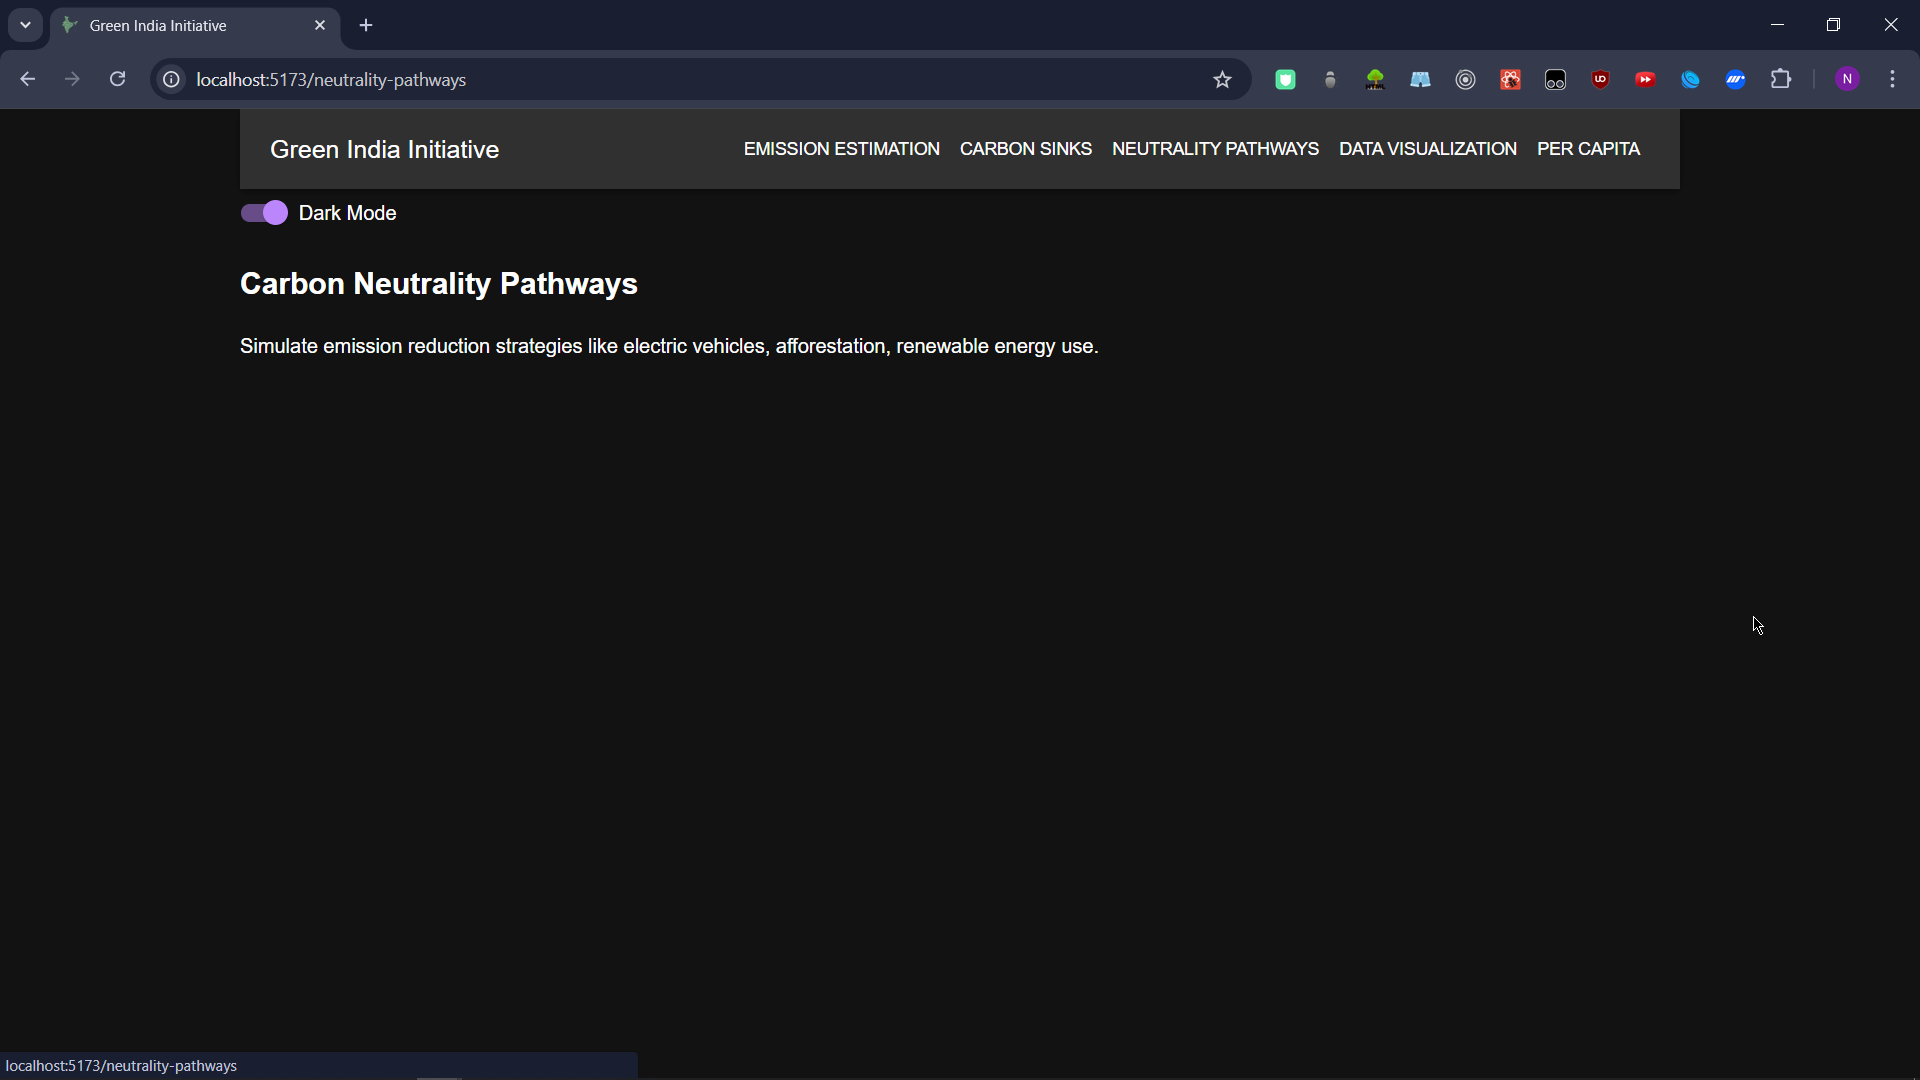 Green India Initiative
localhost:5173/neutrality-pathways
N
Green India Initiative
EMISSION ESTIMATION CARBON SINKS NEUTRALITY PATHWAYS DATA VISUALIZATION PER CAPITA
Dark Mode
Carbon Neutrality Pathways
Simulate emission reduction strategies like electric vehicles, afforestation, renewable energy use.
localhost:5173/neutrality-pathways